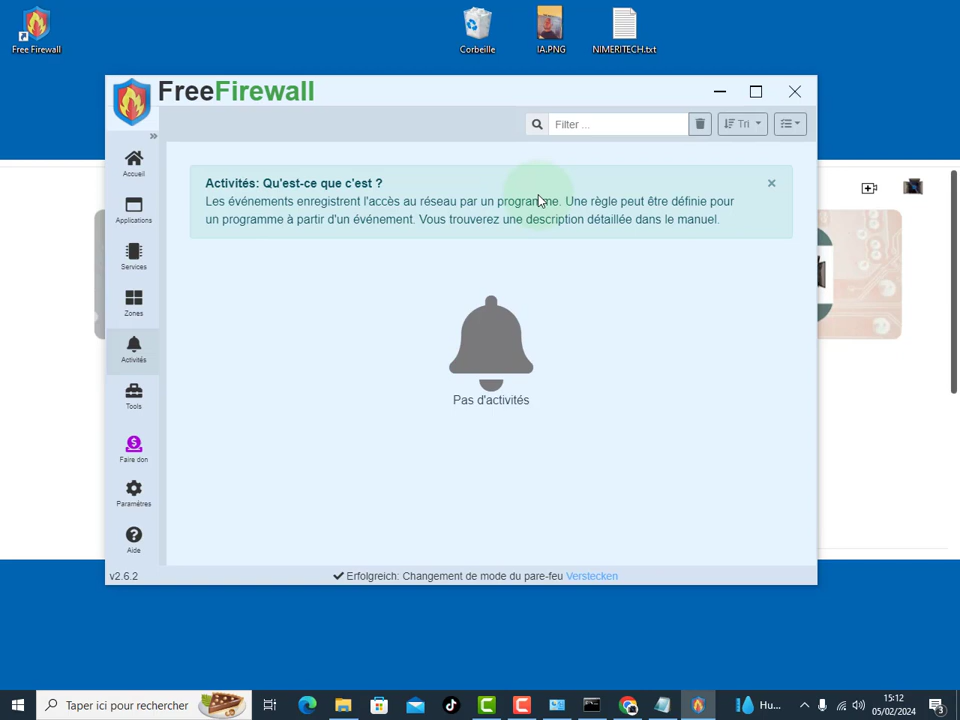 Free Firewall
Corbeille
IA.PNG
NIMERITECH.txt
FreeFirewall
Filter ...
Tri
Accueil
Applications
Services
Zones
Activités
Tools
Faire don
Paramètres
Aide
Activités: Qu'est-ce que c'est ?
Les événements enregistrent l'accès au réseau par un programme. Une règle peut être définie pour
un programme à partir d'un événement. Vous trouverez une description détaillée dans le manuel.
Pas d'activités
v2.6.2
Erfolgreich: Changement de mode du pare-feu Verstecken
Taper ici pour rechercher
Hu...
15:12
05/02/2024
3